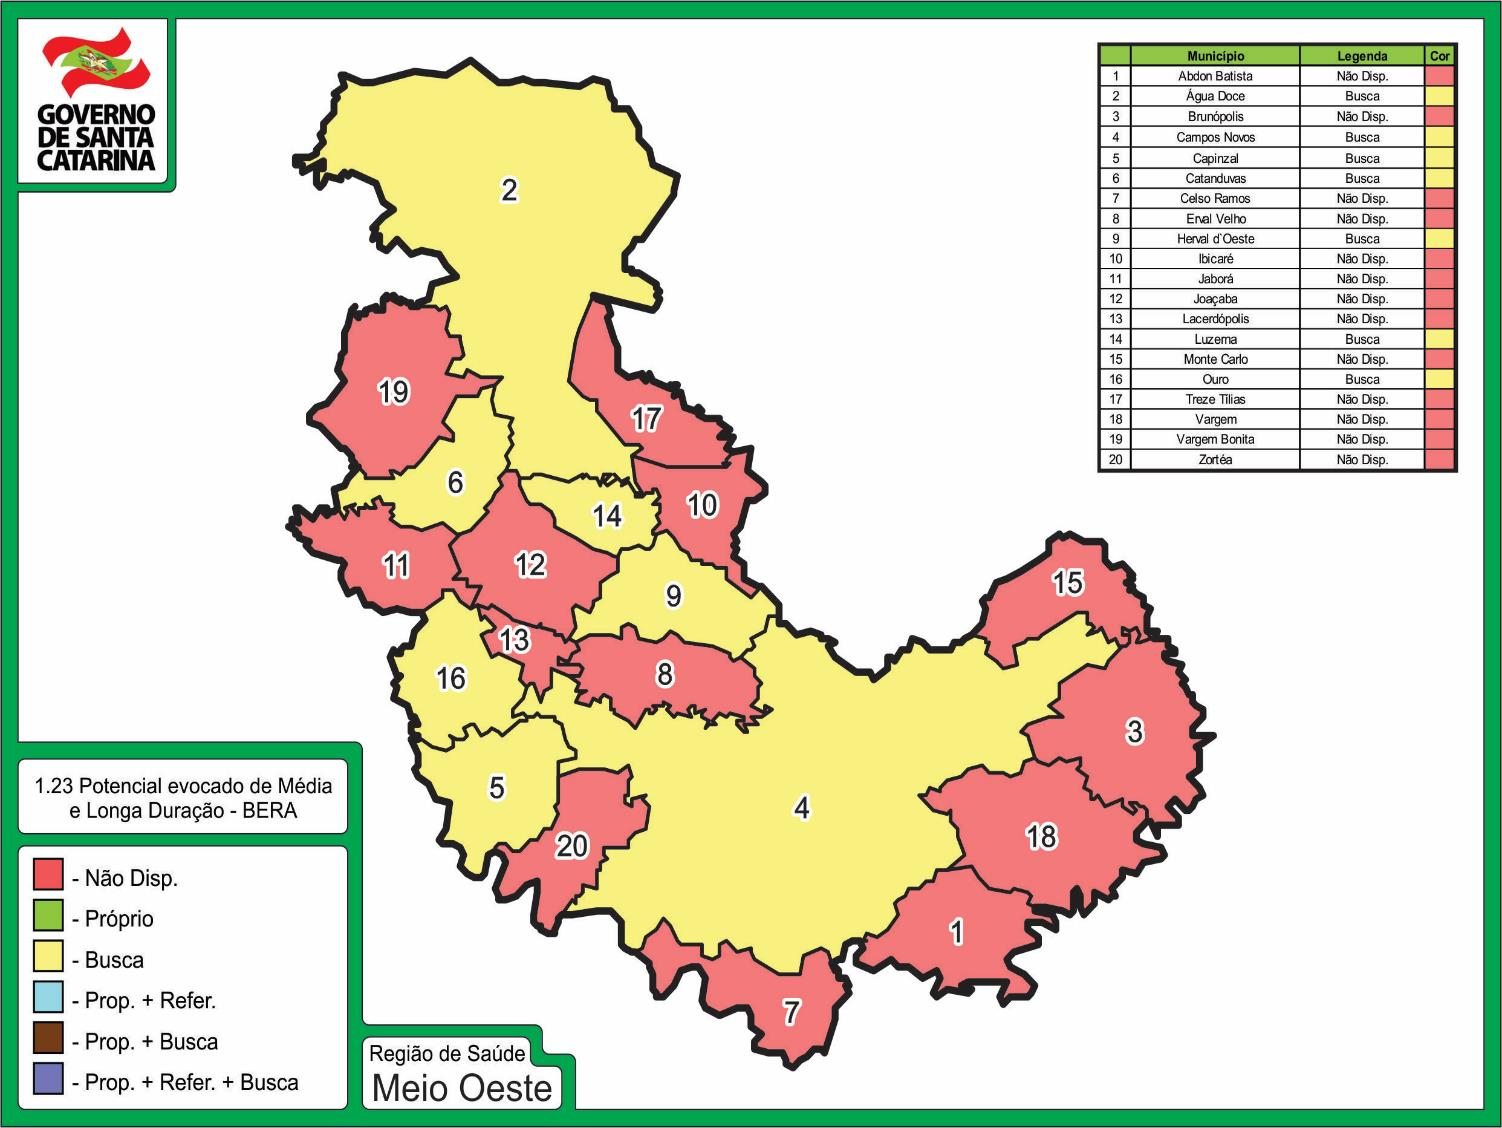 GOVERNO
DE SANTA
CATARINA
Município Legenda Cor
1 Abdon Batista Não Disp.
2 Água Doce Busca
3 Brunópolis Não Disp.
4 Campos Novos Busca
5 Capinzal Busca
6 Catanduvas Busca
7 Celso Ramos Não Disp.
8 Erval Velho Não Disp.
9 Herval d`Oeste Busca
10 Ibicaré Não Disp.
11 Jaborá Não Disp.
12 Joaçaba Não Disp.
13 Lacerdópolis Não Disp.
14 Luzerna Busca
15 Monte Carlo Não Disp.
16 Ouro Busca
17 Treze Tílias Não Disp.
18 Vargem Não Disp.
19 Vargem Bonita Não Disp.
20 Zortéa Não Disp.
2
19
17
6
10
14
11
12
15
9
13
8
16
3
5
4
20
18
1
7
1.23 Potencial evocado de Média
e Longa Duração - BERA
- Não Disp.
- Próprio
- Busca
- Prop. + Refer.
- Prop. + Busca
- Prop. + Refer. + Busca
Região de Saúde
Meio Oeste